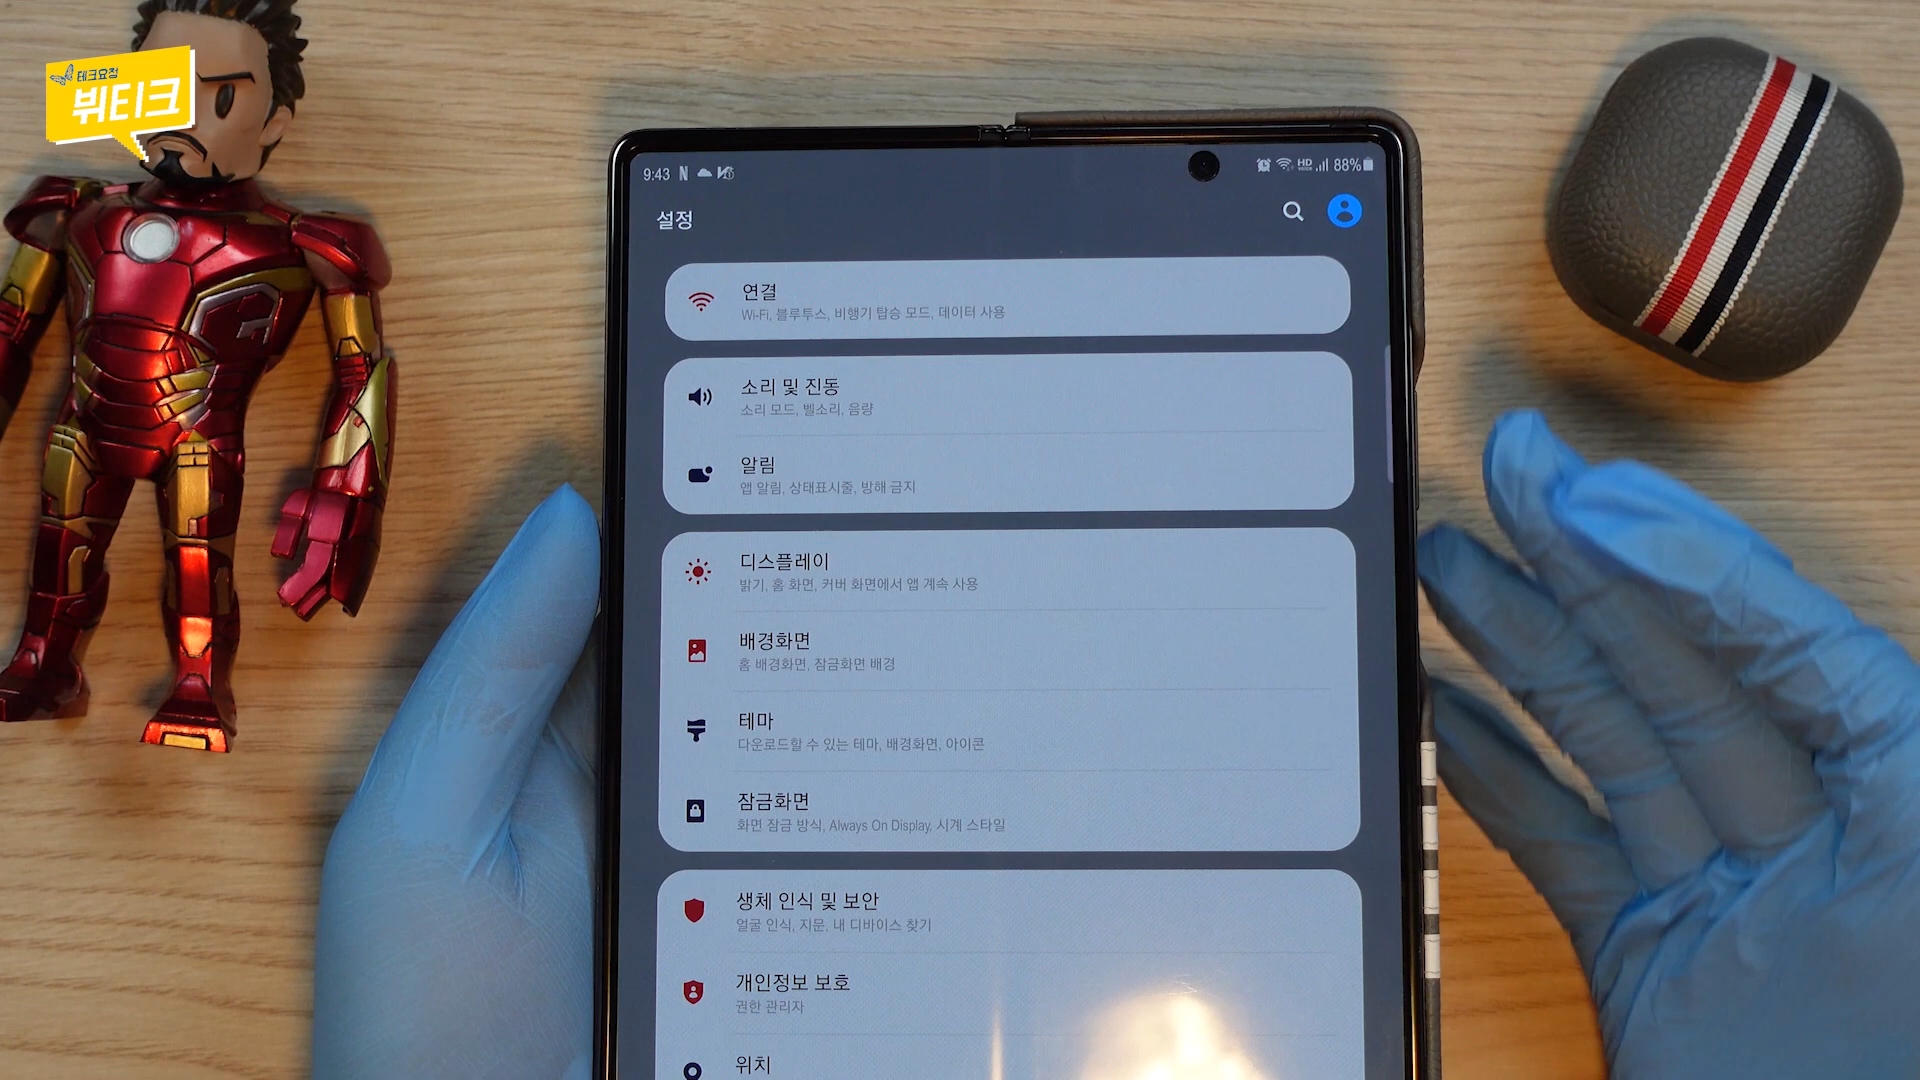 테크요정
뷔티크
9:43 N
HD
voice
88%
설정
연결
Wi-Fi, 블루투스, 비행기 탑승 모드, 데이터 사용
소리 및 진동
소리 모드, 벨소리, 음량
알림
앱 알림, 상태표시줄, 방해 금지
디스플레이
밝기, 홈 화면, 커버 화면에서 앱 계속 사용
배경화면
홈 배경화면, 잠금화면 배경
테마
다운로드할 수 있는 테마, 배경화면, 아이콘
잠금화면
화면 잠금 방식, Always On Display, 시계 스타일
생체 인식 및 보안
얼굴 인식, 지문, 내 디바이스 찾기
개인정보 보호
권한 관리자
위치